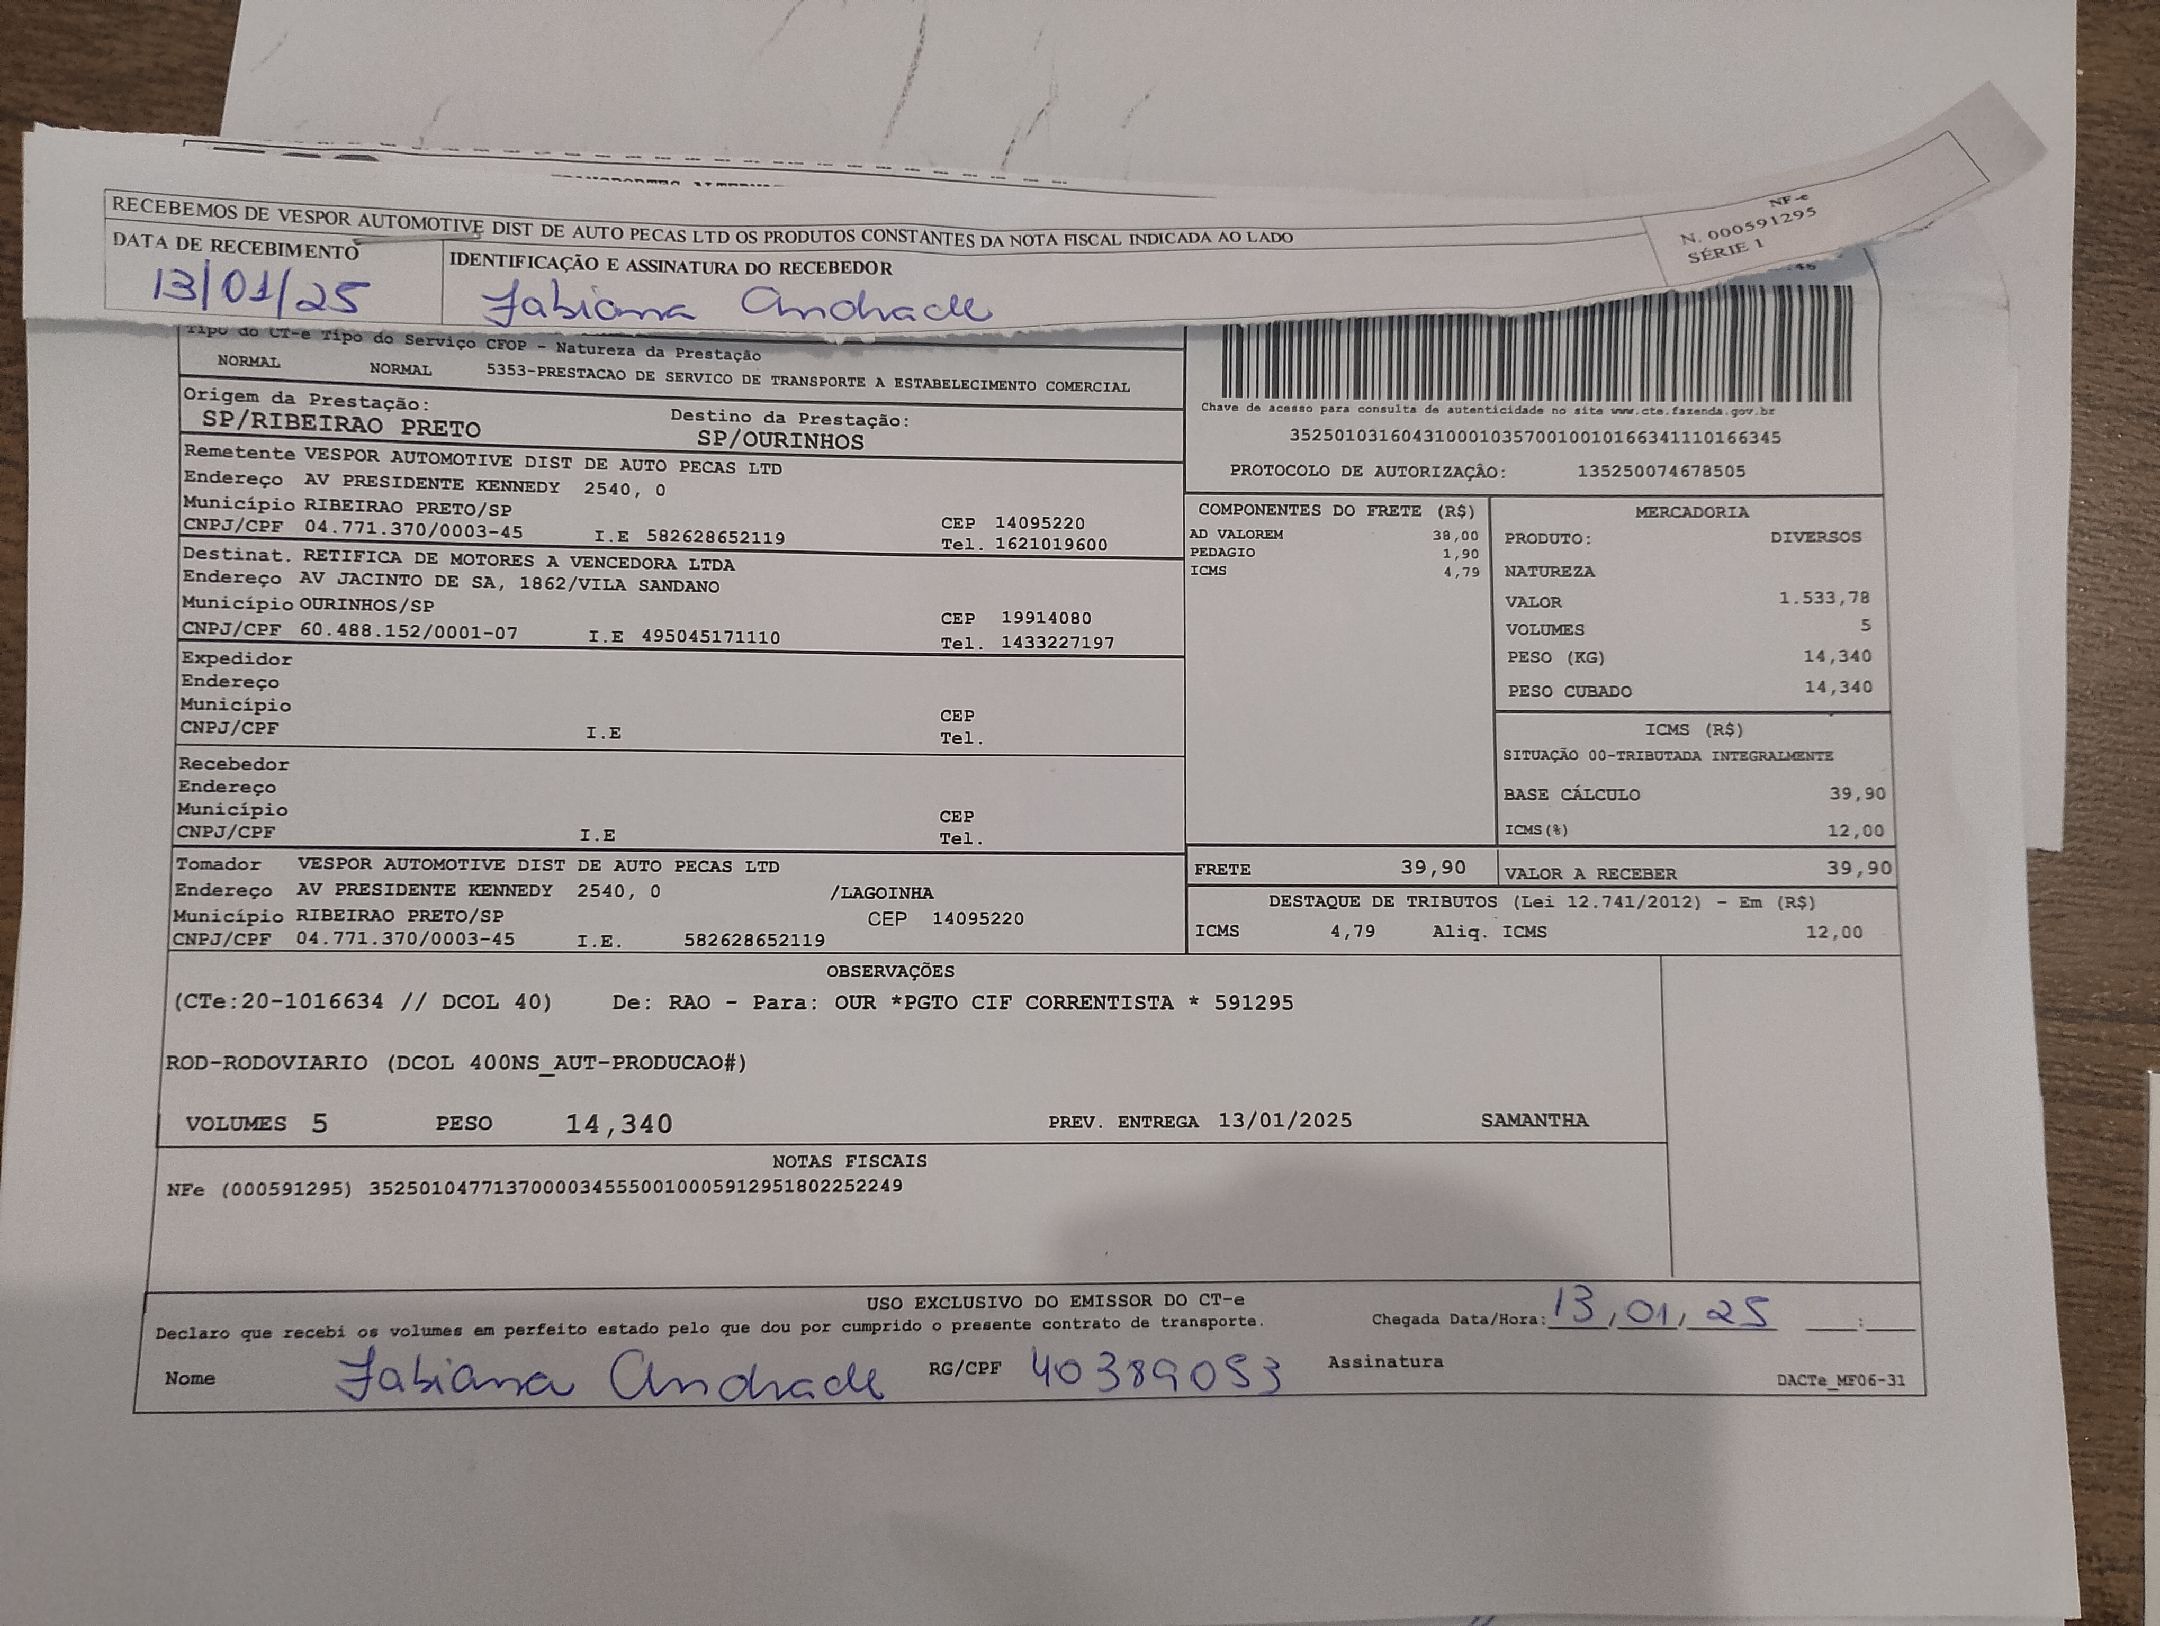 RECEBEMOS DE VESPOR AUTOMOTIVE DIST DE AUTO PECAS LTD OS PRODUTOS CONSTANTES DA NOTA FISCAL INDICADA AO LADO
NF-e
N. 000591295
SÉRIE 1
DATA DE RECEBIMENTO
13/01/25
IDENTIFICAÇÃO E ASSINATURA DO RECEBEDOR
Fabiana Andrade
Tipo do CT-e Tipo do Serviço CFOP - Natureza da Prestação
NORMAL NORMAL 5353-PRESTACAO DE SERVICO DE TRANSPORTE A ESTABELECIMENTO COMERCIAL
Origem da Prestação: Destino da Prestação:
SP/RIBEIRAO PRETO SP/OURINHOS
Chave de acesso para consulta de autenticidade no site www.cte.fazenda.gov.br
35250103160431000103570010010166341110166345
PROTOCOLO DE AUTORIZAÇÃO: 135250074678505
Remetente VESPOR AUTOMOTIVE DIST DE AUTO PECAS LTD
Endereço AV PRESIDENTE KENNEDY 2540, 0
Município RIBEIRAO PRETO/SP CEP 14095220
CNPJ/CPF 04.771.370/0003-45 I.E 582628652119 Tel. 1621019600
Destinat. RETIFICA DE MOTORES A VENCEDORA LTDA
Endereço AV JACINTO DE SA, 1862/VILA SANDANO
Município OURINHOS/SP CEP 19914080
CNPJ/CPF 60.488.152/0001-07 I.E 495045171110 Tel. 1433227197
Expedidor
Endereço
Município CEP
CNPJ/CPF I.E Tel.
Recebedor
Endereço
Município CEP
CNPJ/CPF I.E Tel.
Tomador VESPOR AUTOMOTIVE DIST DE AUTO PECAS LTD
Endereço AV PRESIDENTE KENNEDY 2540, 0 /LAGOINHA
Município RIBEIRAO PRETO/SP CEP 14095220
CNPJ/CPF 04.771.370/0003-45 I.E. 582628652119
COMPONENTES DO FRETE (R$)
AD VALOREM 38,00
PEDAGIO 1,90
ICMS 4,79
MERCADORIA
PRODUTO: DIVERSOS
NATUREZA
VALOR 1.533,78
VOLUMES 5
PESO (KG) 14,340
PESO CUBADO 14,340
ICMS (R$)
SITUAÇÃO 00-TRIBUTADA INTEGRALMENTE
BASE CÁLCULO 39,90
ICMS(%) 12,00
FRETE 39,90 VALOR A RECEBER 39,90
DESTAQUE DE TRIBUTOS (Lei 12.741/2012) - Em (R$)
ICMS 4,79 Aliq. ICMS 12,00
OBSERVAÇÕES
(CTe:20-1016634 // DCOL 40) De: RAO - Para: OUR *PGTO CIF CORRENTISTA * 591295
ROD-RODOVIARIO (DCOL 400NS_AUT-PRODUCAO#)
VOLUMES 5 PESO 14,340 PREV. ENTREGA 13/01/2025 SAMANTHA
NOTAS FISCAIS
NFe (000591295) 35250104771370000345550010005912951802252249
USO EXCLUSIVO DO EMISSOR DO CT-e
Declaro que recebi os volumes em perfeito estado pelo que dou por cumprido o presente contrato de transporte. Chegada Data/Hora: 13/01/25 __:__
Nome Fabiana Andrade RG/CPF 40389053 Assinatura
DACTe_MF06-31